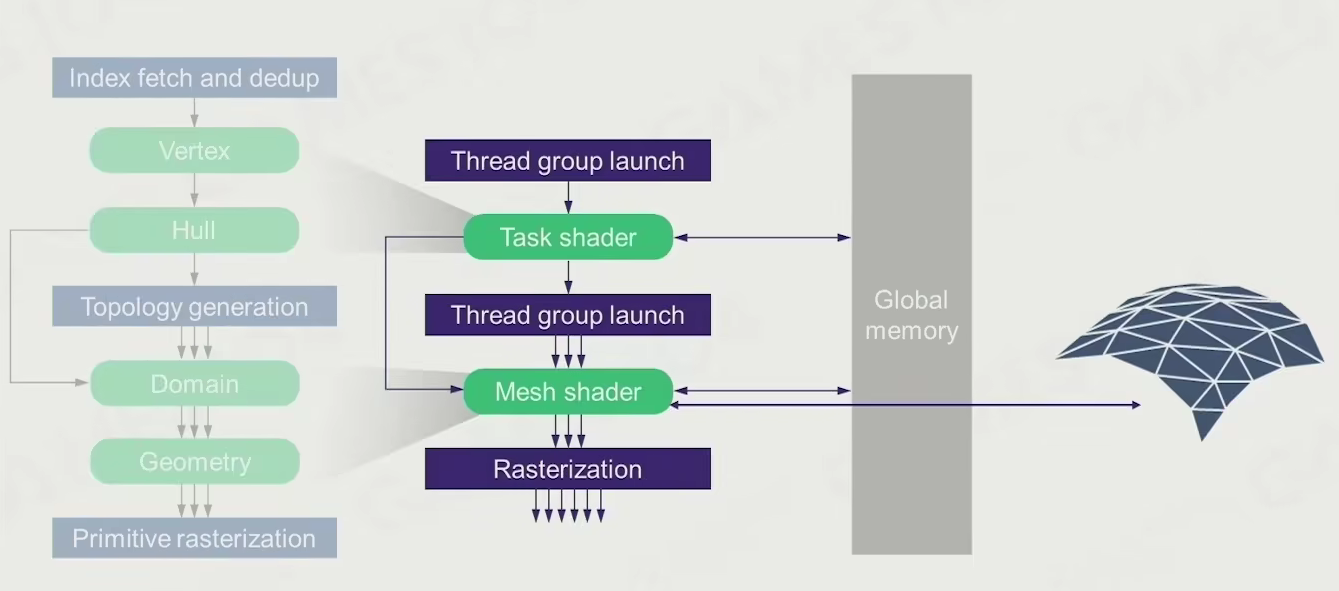 Index fetch and dedup
Vertex
Hull
Topology generation
Domain
Geometry
Primitive rasterization
Thread group launch
Task shader
Thread group launch
Mesh shader
Rasterization
Global
memory